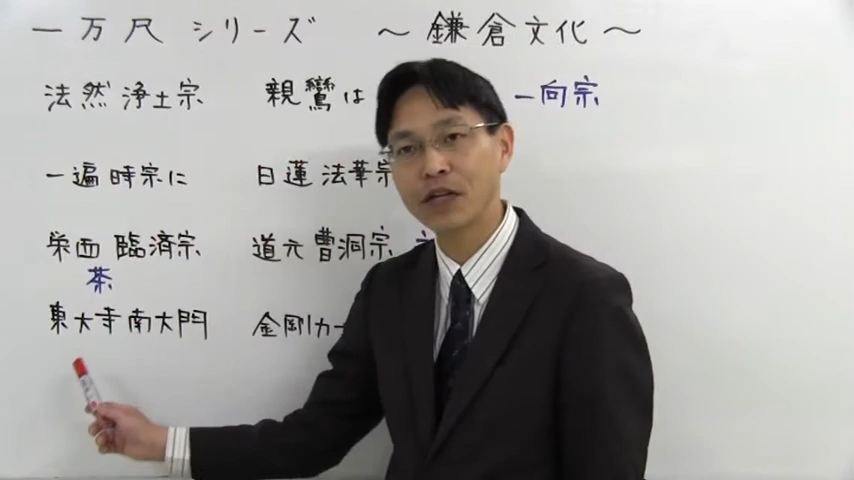 一万尺 シリーズ ～鎌倉文化～
法然 浄土宗 親鸞は 一向宗
一遍 時宗に 日蓮 法華宗
栄西 臨済宗 道元 曹洞宗
茶
東大寺南大門 金剛力